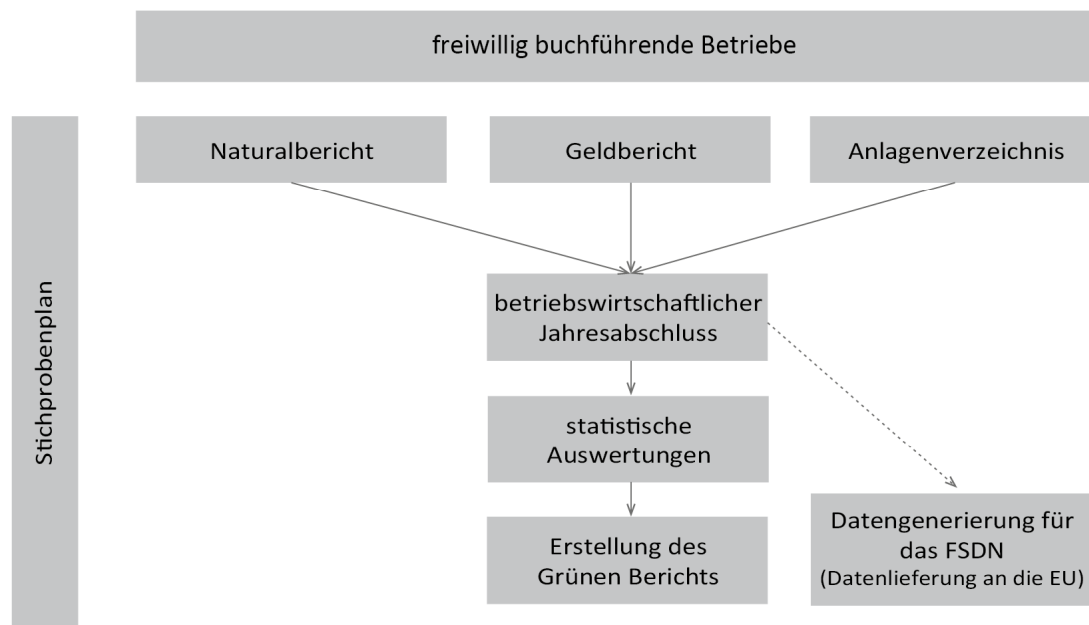 freiwillig buchführende Betriebe
Stichprobenplan
Naturalbericht
Geldbericht
Anlagenverzeichnis
betriebswirtschaftlicher
Jahresabschluss
statistische
Auswertungen
Erstellung des
Grünen Berichts
Datengenerierung für
das FSDN
(Datenlieferung an die EU)